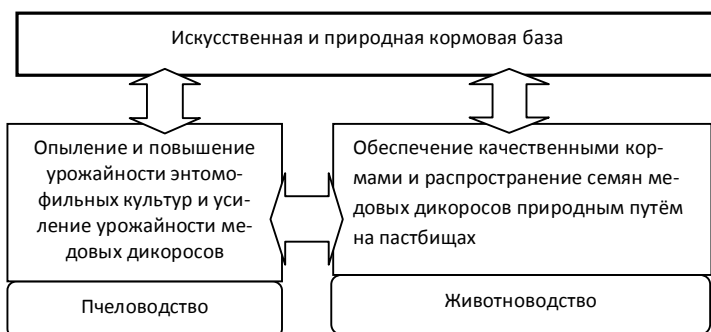 Искусственная и природная кормовая база
Опыление и повышение
урожайности энтомо-
фильных культур и уси-
ление урожайности ме-
довых дикоросов
Обеспечение качественными кор-
мами и распространение семян ме-
довых дикоросов природным путём
на пастбищах
Пчеловодство
Животноводство